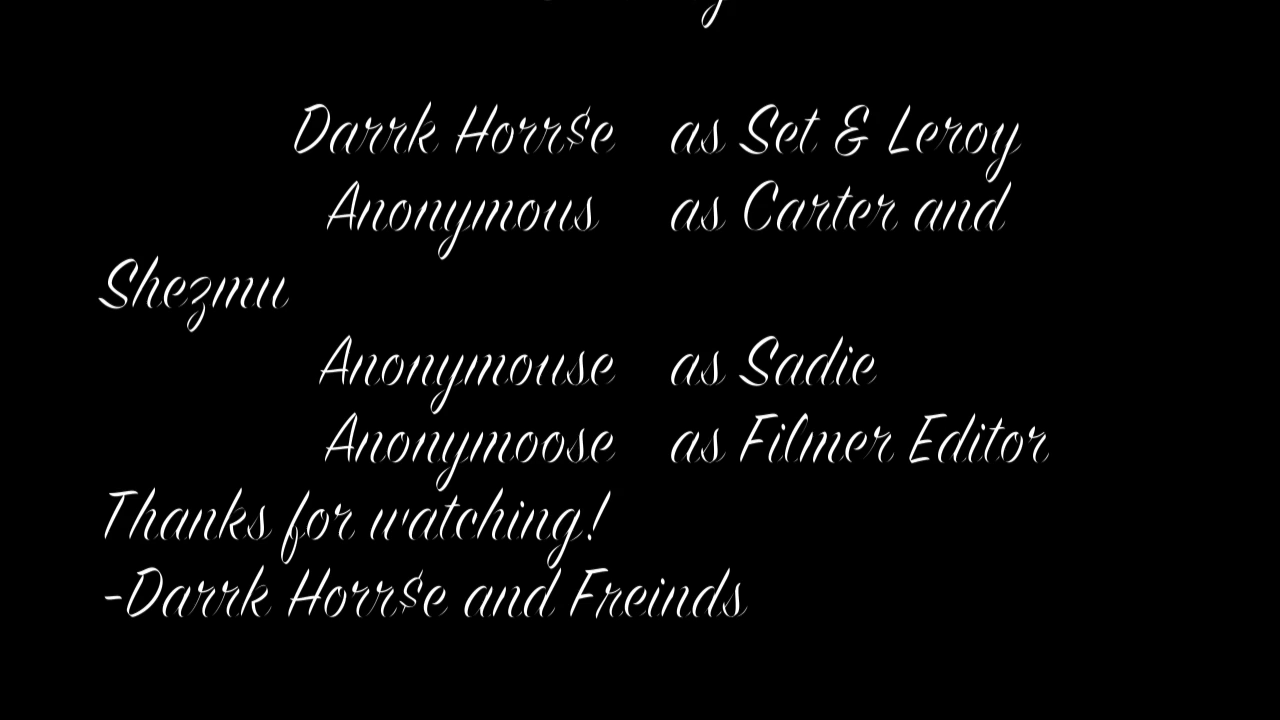 Darrk Horr$e as Set & Leroy
Anonymous as Carter and
Shezmu
Anonymouse as Sadie
Anonymoose as Filmer Editor
Thanks for watching!
-Darrk Horr$e and Freinds